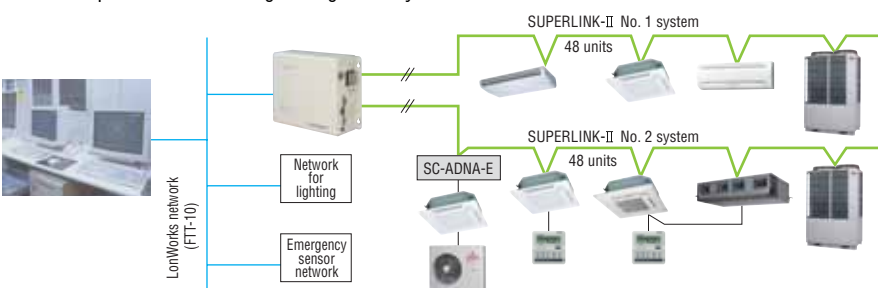 SUPERLINK-II No. 1 system
48 units
SUPERLINK-II No. 2 system
48 units
SC-ADNA-E
Network
for
lighting
Emergency
sensor
network
LonWorks network
(FTT-10)